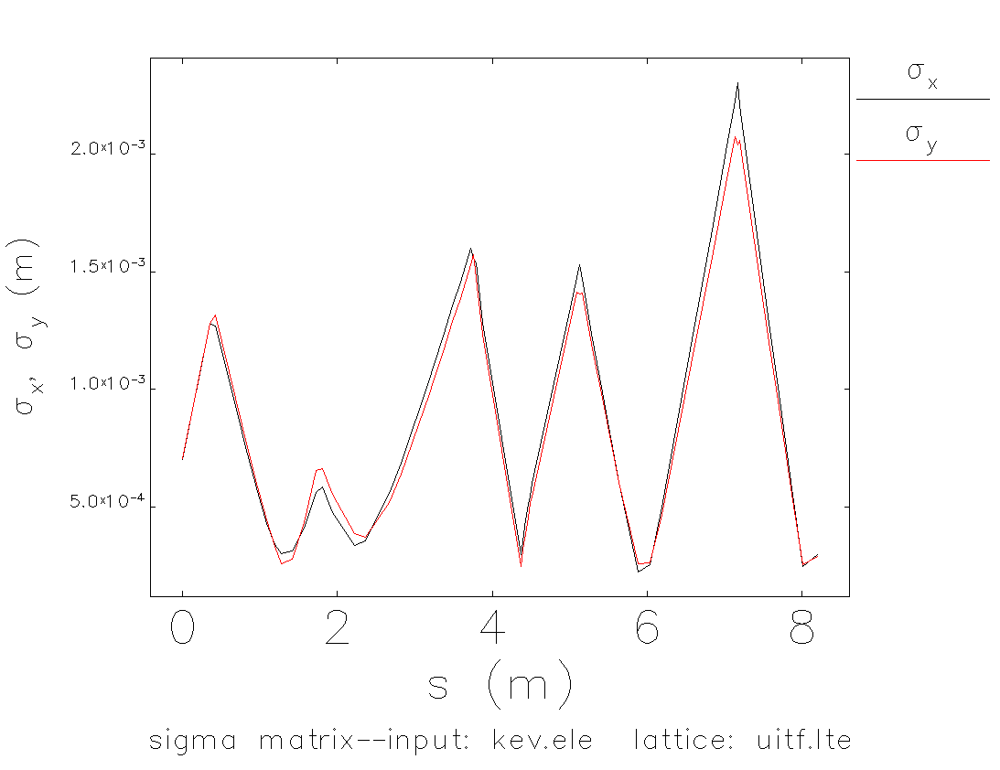 σx
σy
2.0×10-3
1.5×10-3
1.0×10-3
5.0×10-4
σx, σy (m)
0 2 4 6 8
s (m)
sigma matrix--input: kev.ele lattice: uitf.lte